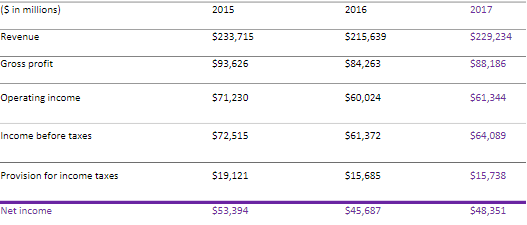 ($ in millions) 2015 2016 2017
Revenue $233,715 $215,639 $229,234
Gross profit $93,626 $84,263 $88,186
Operating income $71,230 $60,024 $61,344
Income before taxes $72,515 $61,372 $64,089
Provision for income taxes $19,121 $15,685 $15,738
Net income $53,394 $45,687 $48,351